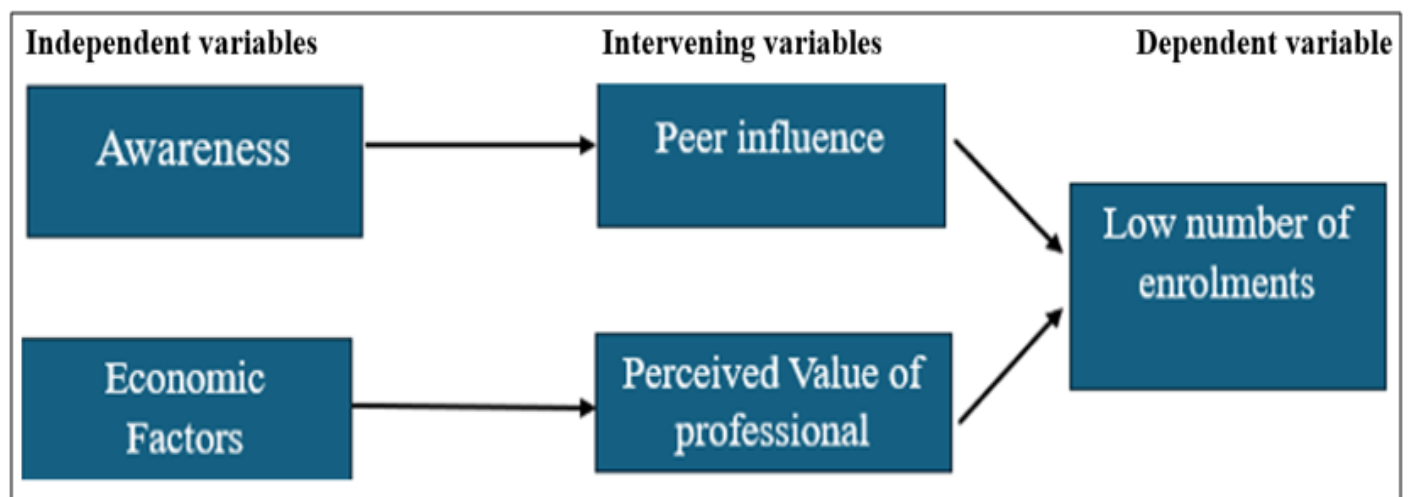 Independent variables
Intervening variables
Dependent variable
Awareness
Peer influence
Low number of
enrolments
Economic
Factors
Perceived Value of
professional